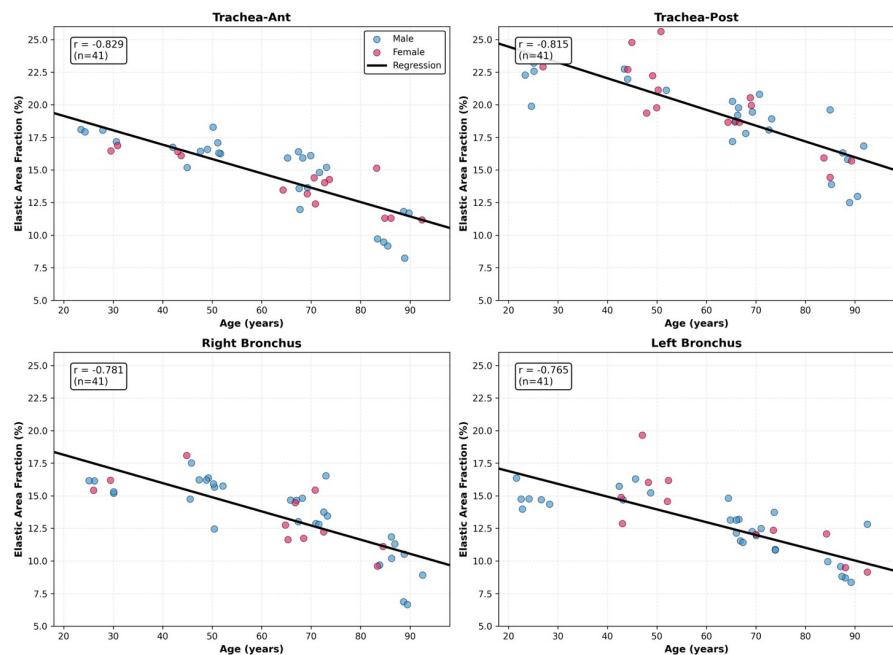 Trachea-Ant
r = -0.829
(n=41)
Male
Female
Regression
Elastic Area Fraction (%)
25.0
22.5
20.0
17.5
15.0
12.5
10.0
7.5
5.0
20 30 40 50 60 70 80 90
Age (years)
Trachea-Post
r = -0.815
(n=41)
Elastic Area Fraction (%)
25.0
22.5
20.0
17.5
15.0
12.5
10.0
7.5
5.0
20 30 40 50 60 70 80 90
Age (years)
Right Bronchus
r = -0.781
(n=41)
Elastic Area Fraction (%)
25.0
22.5
20.0
17.5
15.0
12.5
10.0
7.5
5.0
20 30 40 50 60 70 80 90
Age (years)
Left Bronchus
r = -0.765
(n=41)
Elastic Area Fraction (%)
25.0
22.5
20.0
17.5
15.0
12.5
10.0
7.5
5.0
20 30 40 50 60 70 80 90
Age (years)